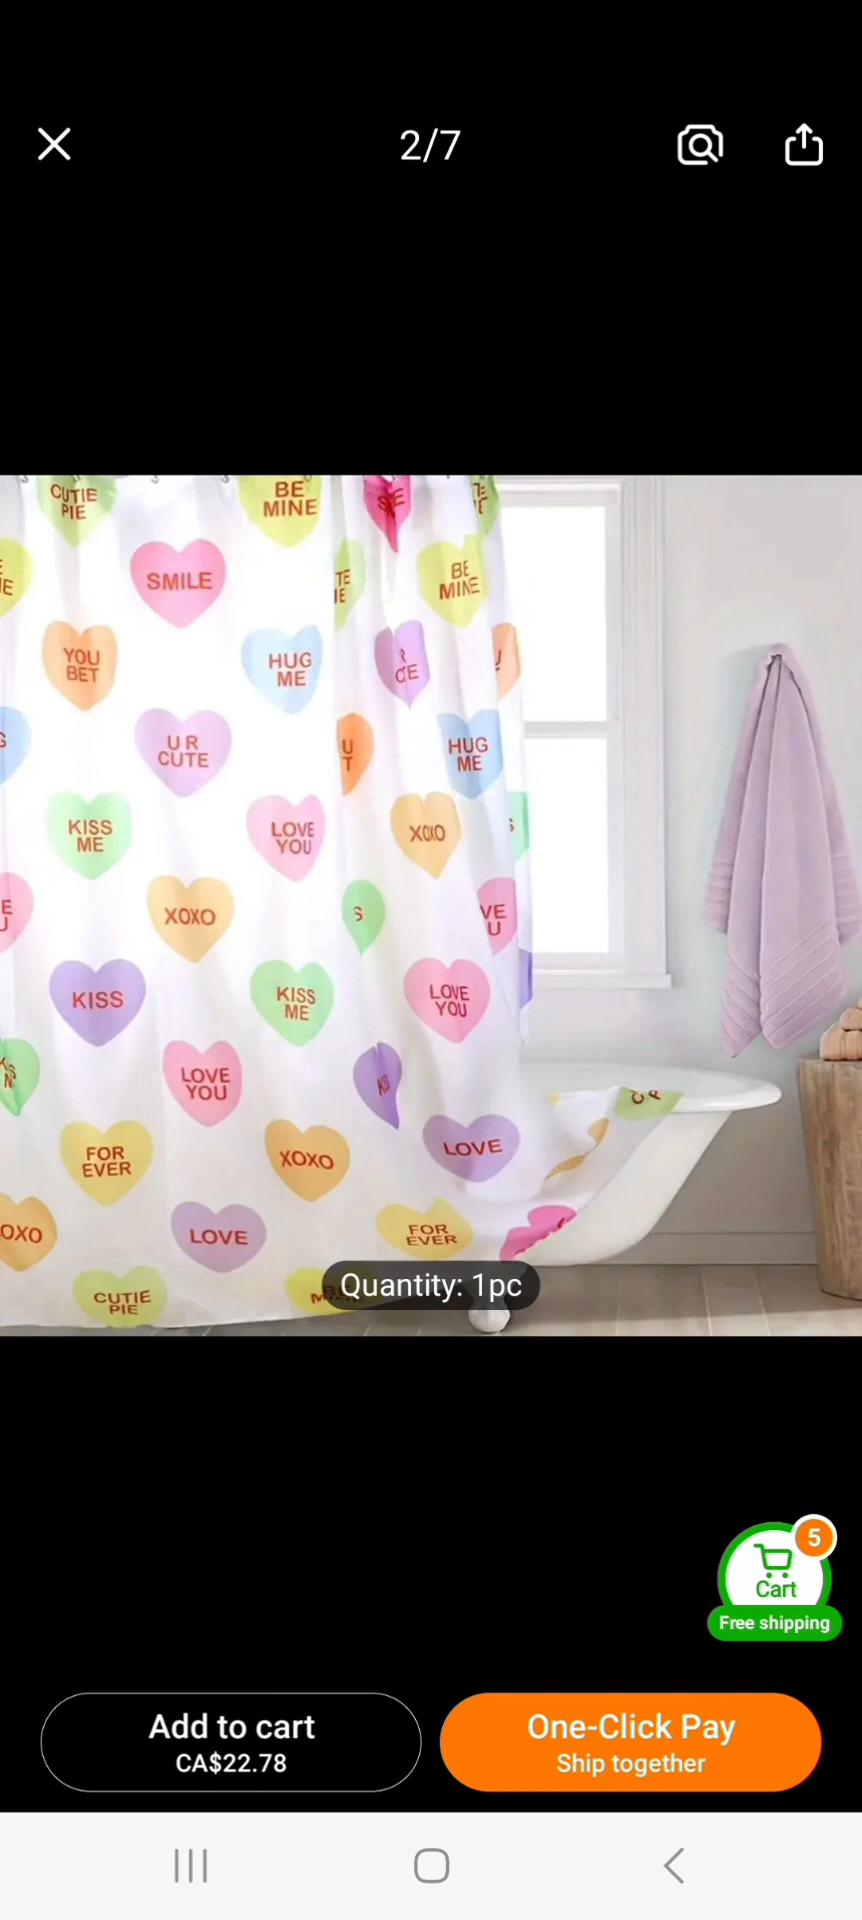 2/7
CUTIE
PIE
BE
MINE
SMILE
BE
MINE
YOU
BET
HUG
ME
U R
CUTE
HUG
ME
KISS
ME
LOVE
YOU
XOXO
XOXO
KISS
KISS
ME
LOVE
YOU
LOVE
YOU
FOR
EVER
XOXO
LOVE
OXO
LOVE
FOR
EVER
CUTIE
PIE
Quantity: 1pc
5
Cart
Free shipping
Add to cart
CA$22.78
One-Click Pay
Ship together